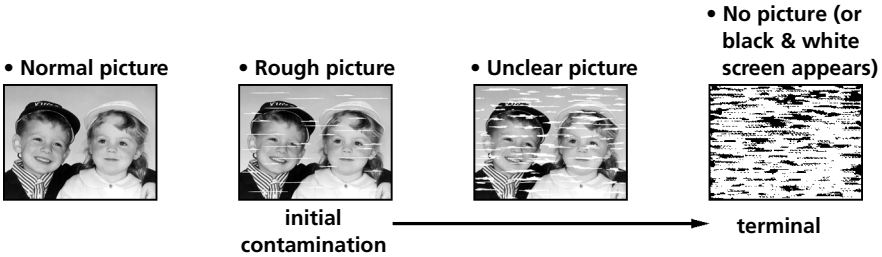 • Normal picture
• Rough picture
• Unclear picture
• No picture (or
black & white
screen appears)
initial
contamination
terminal